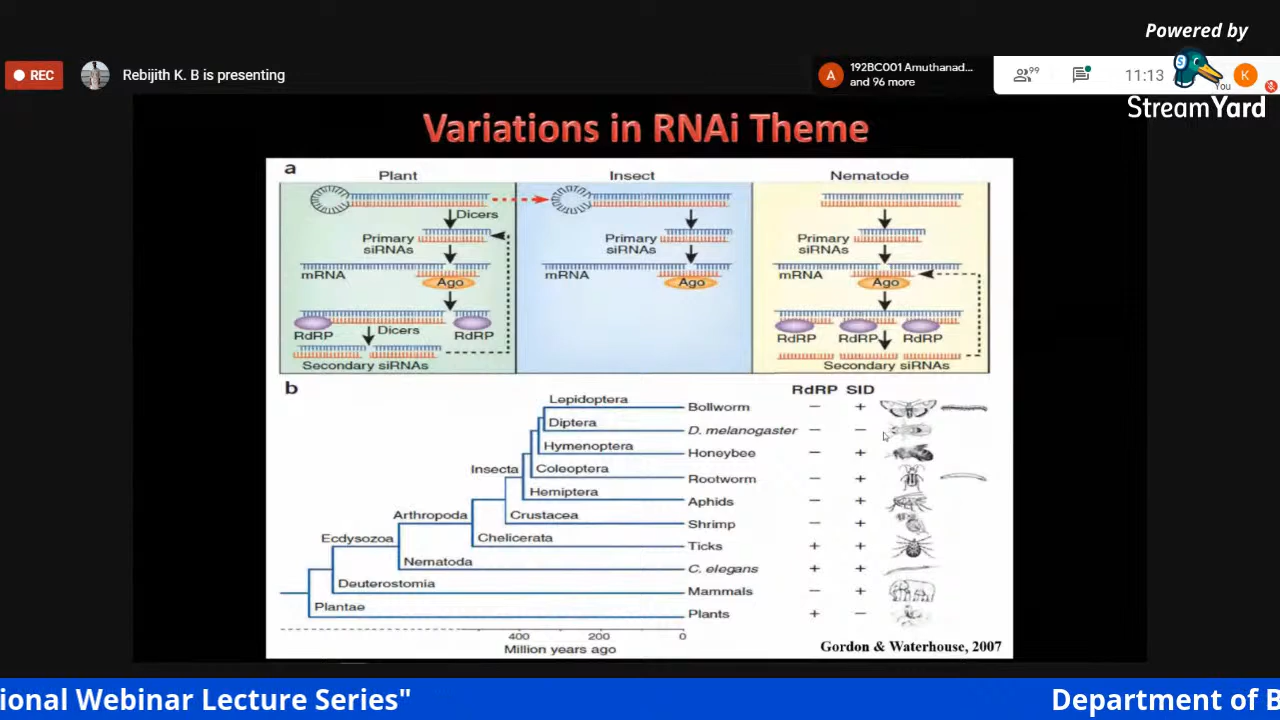 Powered by
StreamYard
REC
Rebijith K. B is presenting
A
192BC001 Amuthanad...
and 96 more
99
11:13
You
K
S
Variations in RNAi Theme
a
Plant
Insect
Nematode
Dicers
Primary
siRNAs
Primary
siRNAs
Primary
siRNAs
mRNA
Ago
mRNA
Ago
mRNA
Ago
RdRP
Dicers
RdRP
RdRP
RdRP
RdRP
Secondary siRNAs
Secondary siRNAs
b
RdRP SID
Lepidoptera
Bollworm − +
Diptera
D. melanogaster − −
Hymenoptera
Honeybee − +
Insecta
Coleoptera
Rootworm − +
Hemiptera
Aphids − +
Arthropoda
Crustacea
Shrimp − +
Ecdysozoa
Chelicerata
Ticks + +
Nematoda
C. elegans + +
Deuterostomia
Mammals − +
Plantae
Plants + −
400 200 0
Million years ago
Gordon & Waterhouse, 2007
ional Webinar Lecture Series"
Department of B